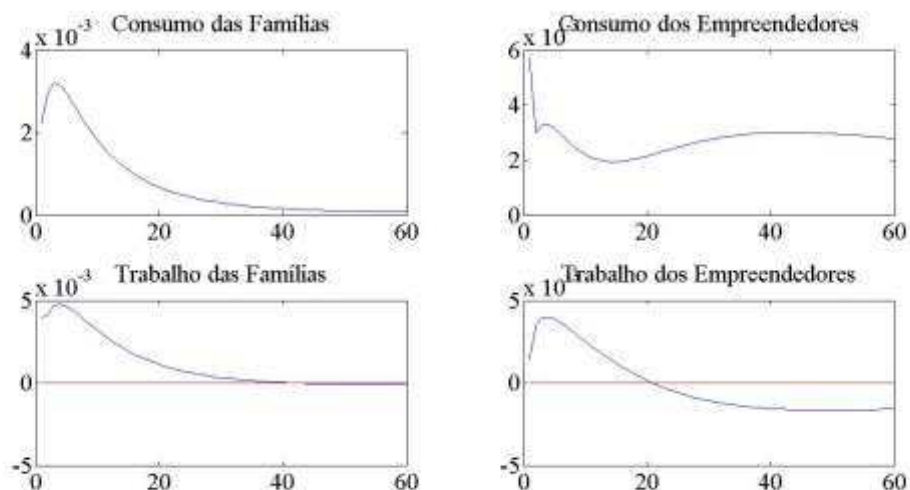 x 10⁻³ Consumo das Famílias
4
2
0
0 20 40 60
x 10⁻³ Consumo dos Empreendedores
6
4
2
0
0 20 40 60
x 10⁻³ Trabalho das Famílias
5
0
-5
0 20 40 60
x 10⁻³ Trabalho dos Empreendedores
5
0
-5
0 20 40 60